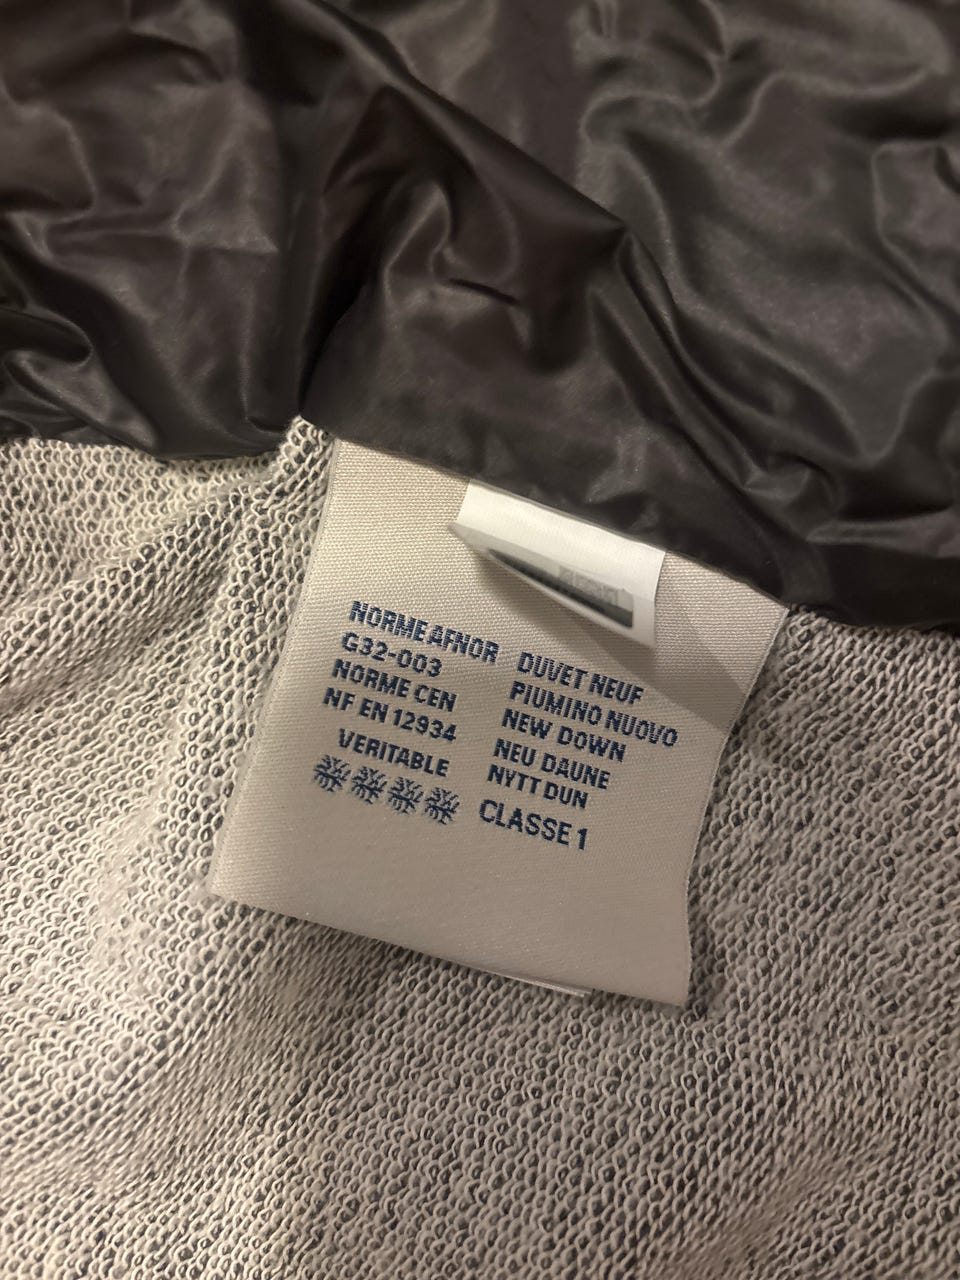 NORME AFNOR
G32-003
NORME CEN
NF EN 12934
VERITABLE
DUVET NEUF
PIUMINO NUOVO
NEW DOWN
NEU DAUNE
NYTT DUN
CLASSE 1